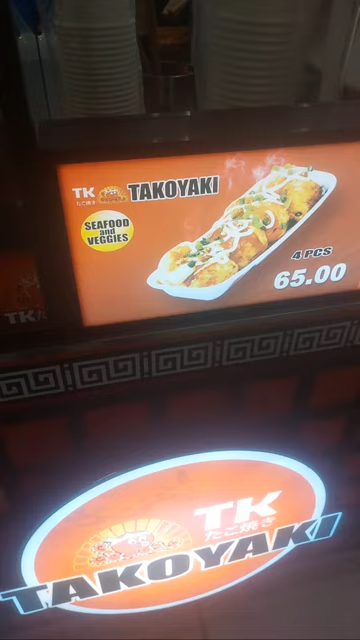 TK
たこ焼き
TAKOYAKI
SEAFOOD
and
VEGGIES
4 PCS
65.00
TK
TK
たこ焼き
TAKOYAKI